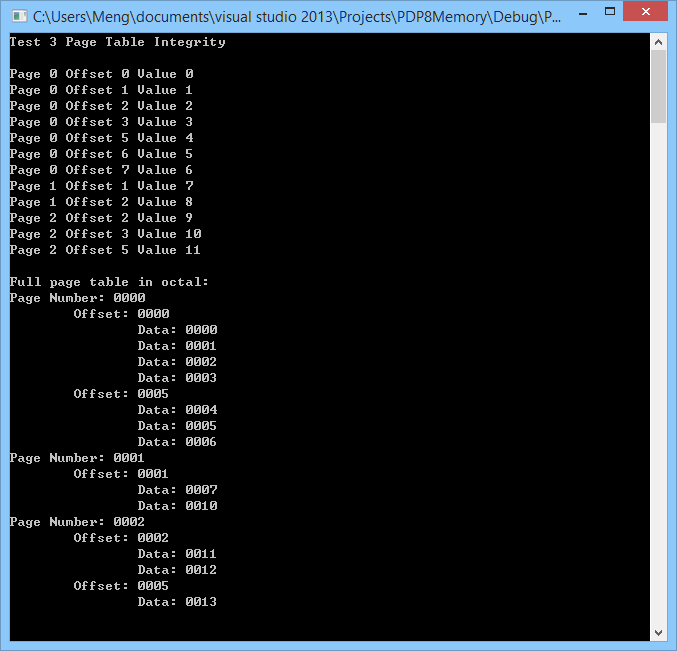 C:\Users\Meng\documents\visual studio 2013\Projects\PDP8Memory\Debug\P...
Test 3 Page Table Integrity
Page 0 Offset 0 Value 0
Page 0 Offset 1 Value 1
Page 0 Offset 2 Value 2
Page 0 Offset 3 Value 3
Page 0 Offset 5 Value 4
Page 0 Offset 6 Value 5
Page 0 Offset 7 Value 6
Page 1 Offset 1 Value 7
Page 1 Offset 2 Value 8
Page 2 Offset 2 Value 9
Page 2 Offset 3 Value 10
Page 2 Offset 5 Value 11
Full page table in octal:
Page Number: 0000
Offset: 0000
Data: 0000
Data: 0001
Data: 0002
Data: 0003
Offset: 0005
Data: 0004
Data: 0005
Data: 0006
Page Number: 0001
Offset: 0001
Data: 0007
Data: 0010
Page Number: 0002
Offset: 0002
Data: 0011
Data: 0012
Offset: 0005
Data: 0013